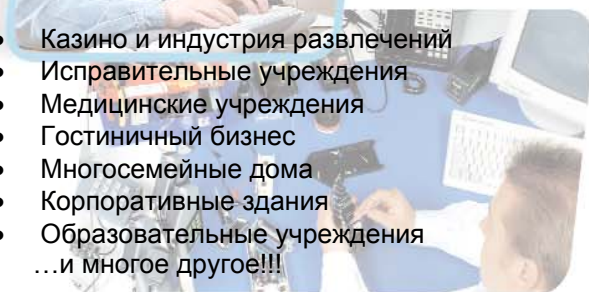 • Казино и индустрия развлечений
• Исправительные учреждения
• Медицинские учреждения
• Гостиничный бизнес
• Многосемейные дома
• Корпоративные здания
• Образовательные учреждения
…и многое другое!!!